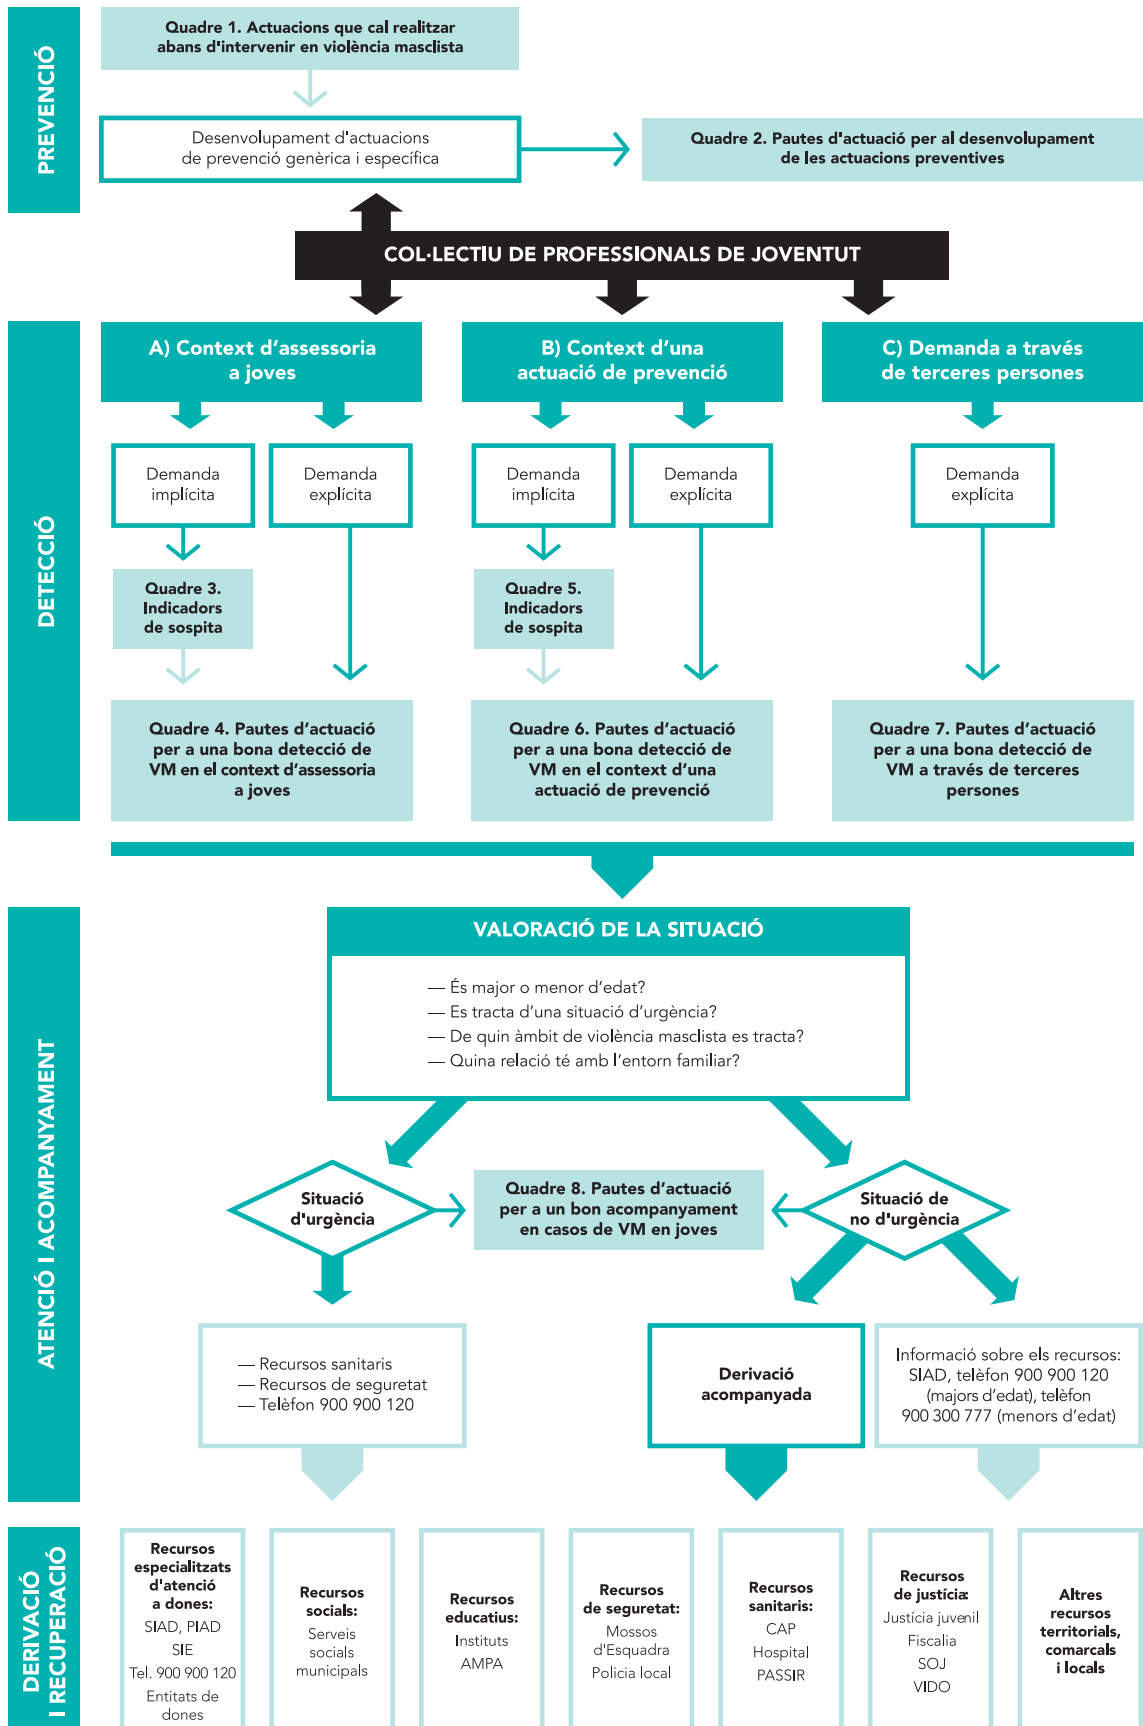 PREVENCIÓ
Quadre 1. Actuacions que cal realitzar
abans d'intervenir en violència masclista
Desenvolupament d'actuacions
de prevenció genèrica i específica
Quadre 2. Pautes d'actuació per al desenvolupament
de les actuacions preventives
COL·LECTIU DE PROFESSIONALS DE JOVENTUT
DETECCIÓ
A) Context d’assessoria
a joves
B) Context d’una
actuació de prevenció
C) Demanda a través
de terceres persones
Demanda
implícita
Demanda
explícita
Demanda
implícita
Demanda
explícita
Demanda
explícita
Quadre 3.
Indicadors
de sospita
Quadre 5.
Indicadors
de sospita
Quadre 4. Pautes d’actuació
per a una bona detecció de
VM en el context d’assessoria
a joves
Quadre 6. Pautes d’actuació
per a una bona detecció de
VM en el context d’una
actuació de prevenció
Quadre 7. Pautes d’actuació
per a una bona detecció de
VM a través de terceres
persones
ATENCIÓ I ACOMPANYAMENT
VALORACIÓ DE LA SITUACIÓ
— És major o menor d’edat?
— Es tracta d’una situació d’urgència?
— De quin àmbit de violència masclista es tracta?
— Quina relació té amb l’entorn familiar?
Situació
d'urgència
Quadre 8. Pautes d’actuació
per a un bon acompanyament
en casos de VM en joves
Situació de
no d'urgència
— Recursos sanitaris
— Recursos de seguretat
— Telèfon 900 900 120
Derivació
acompanyada
Informació sobre els recursos:
SIAD, telèfon 900 900 120
(majors d’edat), telèfon
900 300 777 (menors d’edat)
DERIVACIÓ
I RECUPERACIÓ
Recursos
especialitzats
d'atenció
a dones:
SIAD, PIAD
SIE
Tel. 900 900 120
Entitats de
dones
Recursos
socials:
Serveis
socials
municipals
Recursos
educatius:
Instituts
AMPA
Recursos
de seguretat:
Mossos
d'Esquadra
Policia local
Recursos
sanitaris:
CAP
Hospital
PASSIR
Recursos
de justícia:
Justícia juvenil
Fiscalia
SOJ
VIDO
Altres
recursos
territorials,
comarcals
i locals